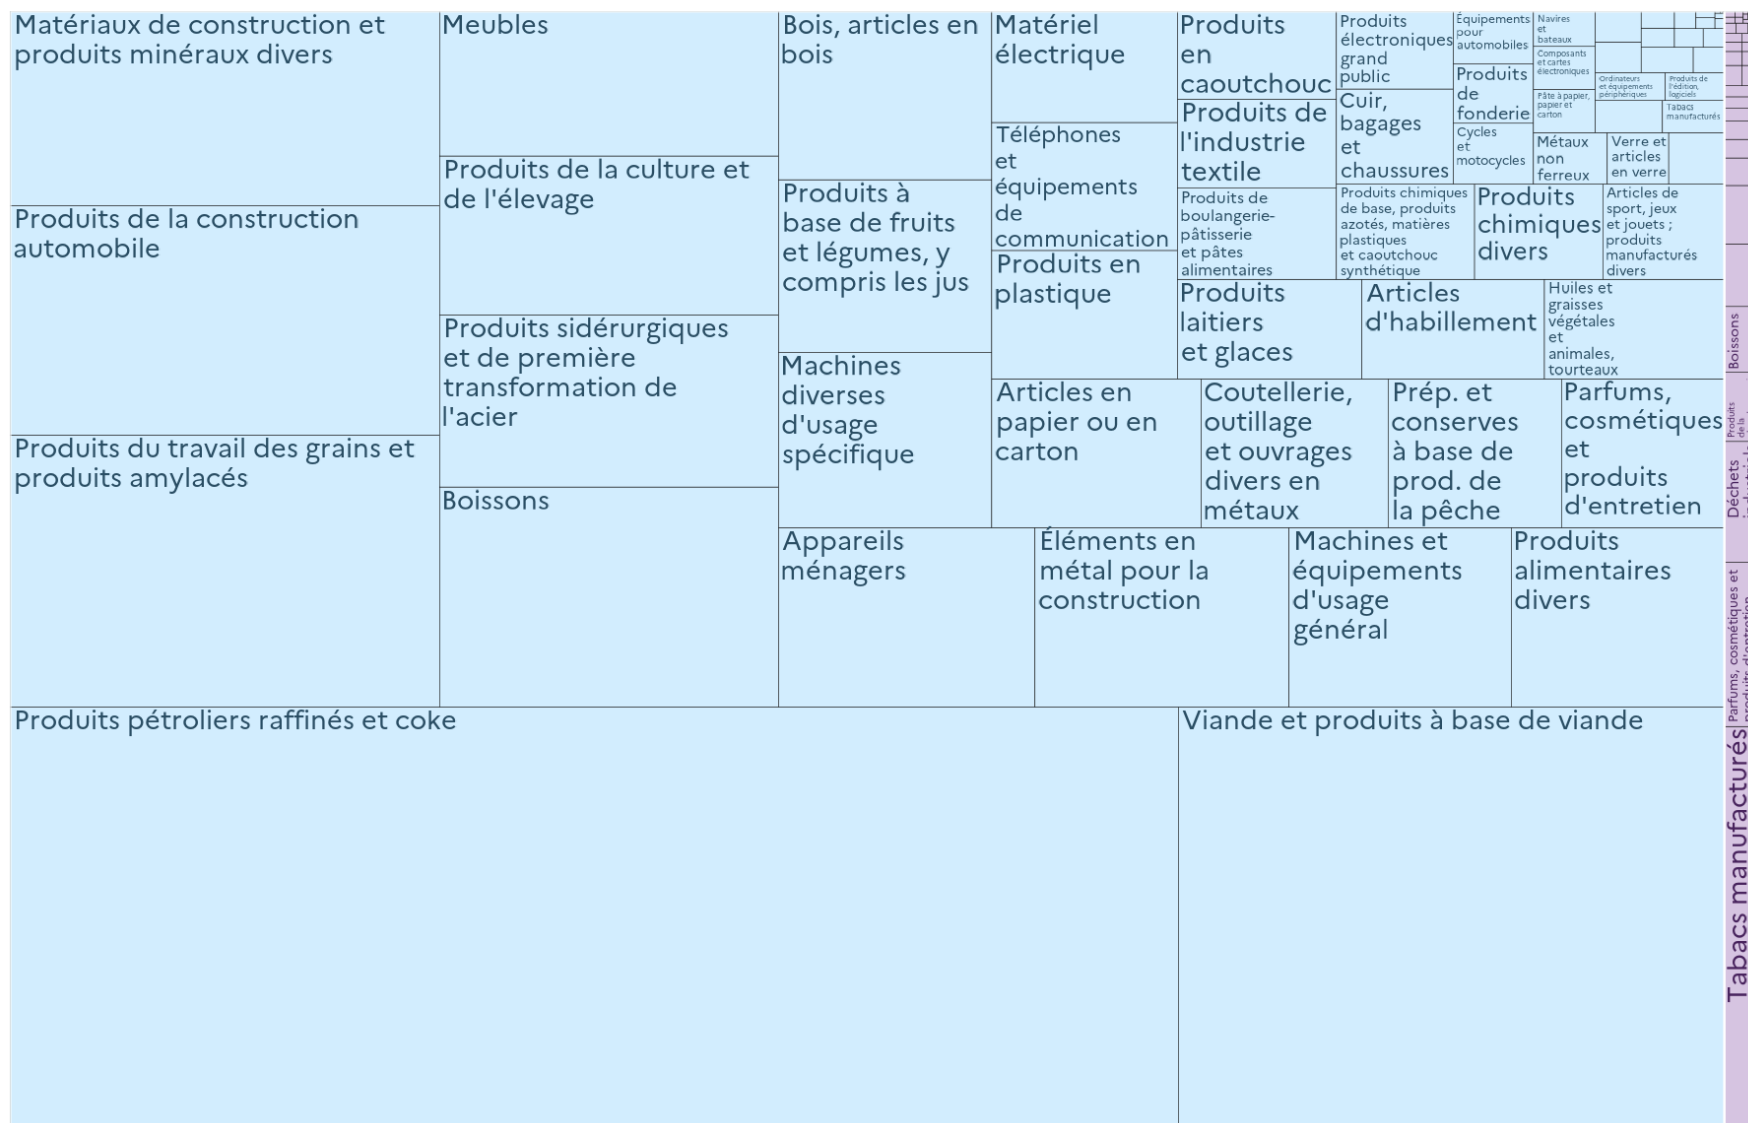 Matériaux de construction et
produits minéraux divers
Produits de la construction
automobile
Produits du travail des grains et
produits amylacés
Meubles
Produits de la culture et
de l'élevage
Produits sidérurgiques
et de première
transformation de
l'acier
Boissons
Bois, articles en
bois
Produits à
base de fruits
et légumes, y
compris les jus
Machines
diverses
d'usage
spécifique
Matériel
électrique
Téléphones
et
équipements
de
communication
Produits en
plastique
Produits
en
caoutchouc
Produits de
l'industrie
textile
Produits de
boulangerie-
pâtisserie
et pâtes
alimentaires
Produits
électroniques
grand
public
Cuir,
bagages
et
chaussures
Équipements
pour
automobiles
Produits
de
fonderie
Cycles
et
motocycles
Navires
et
bateaux
Composants
et cartes
électroniques
Pâte à papier,
papier et
carton
Métaux
non
ferreux
Ordinateurs
et équipements
périphériques
Produits de
l'édition,
logiciels
Tabacs
manufacturés
Verre et
articles
en verre
Produits chimiques
de base, produits
azotés, matières
plastiques
et caoutchouc
synthétique
Produits
chimiques
divers
Articles de
sport, jeux
et jouets ;
produits
manufacturés
divers
Produits
laitiers
et glaces
Articles
d'habillement
Huiles et
graisses
végétales
et
animales,
tourteaux
Articles en
papier ou en
carton
Coutellerie,
outillage
et ouvrages
divers en
métaux
Prép. et
conserves
à base de
prod. de
la pêche
Parfums,
cosmétiques
et
produits
d'entretien
Appareils
ménagers
Éléments en
métal pour la
construction
Machines et
équipements
d'usage
général
Produits
alimentaires
divers
Produits pétroliers raffinés et coke
Viande et produits à base de viande
Boissons
Produits
de la
Déchets
Parfums, cosmétiques et
produits d'entretien
Tabacs manufacturés